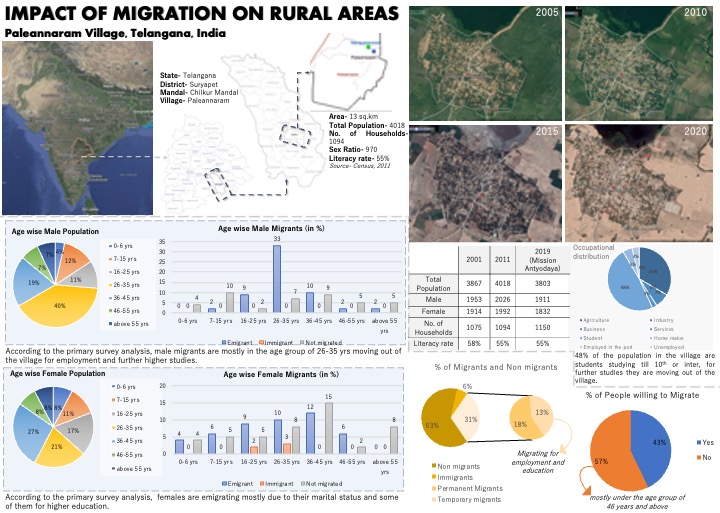 IMPACT OF MIGRATION ON RURAL AREAS
Paleannaram Village, Telangana, India
State- Telangana
District- Suryapet
Mandal- Chilkur Mandal
Village- Paleannaram
Area- 13 sq.km
Total Population- 4018
No. of Households-
1094
Sex Ratio- 970
Literacy rate- 55%
Source- Census, 2011
2005
2010
2015
2020
Age wise Male Population
7%
4%
12%
11%
40%
19%
7%
0-6 yrs
7-15 yrs
16-25 yrs
26-35 yrs
36-45 yrs
46-55 yrs
above 55 yrs
Age wise Male Migrants (in %)
35
30
25
20
15
10
5
0
0 0 4
2 0 10
9 0 2
33 0 7
10 0 9
4 0 2
2 0 5
0-6 yrs 7-15 yrs 16-25 yrs 26-35 yrs 36-45 yrs 46-55 yrs above 55
yrs
Emigrant Immigrant Not migrated
According to the primary survey analysis, male migrants are mostly in the age group of 26-35 yrs moving out of
the village for employment and further higher studies.
Age wise Female Population
8%
8%
8%
11%
17%
21%
27%
0-6 yrs
7-15 yrs
16-25 yrs
26-35 yrs
36-45 yrs
46-55 yrs
above 55 yrs
Age wise Female Migrants (in %)
20
15
10
5
0
4 0 4
6 0 5
9 2 10
10 3 8
12 0 15
6 0 2
0 0 8
0-6 yrs 7-15 yrs 16-25 yrs 26-35 yrs 36-45 yrs 46-55 yrs above 55
yrs
Emigrant Immigrant Not migrated
According to the primary survey analysis, females are emigrating mostly due to their marital status and some
of them for higher education.
2001 2011 2019
(Mission
Antyodaya)
Total
Population 3867 4018 3803
Male 1953 2026 1911
Female 1914 1992 1832
No. of
Households 1075 1094 1150
Literacy rate 58% 55% 55%
Occupational
distribution
48%
Agriculture
Industry
Business
Services
Student
Home maker
Employed in the govt
Unemployed
48% of the population in the village are
students studying till 10th or inter, for
further studies they are moving out of the
village.
% of Migrants and Non migrants
6%
63%
31%
18%
13%
Non migrants
Immigrants
Permanent Migrants
Temporary migrants
Migrating for
employment and
education
% of People willing to Migrate
43%
57%
Yes
No
mostly under the age group of
46 years and above